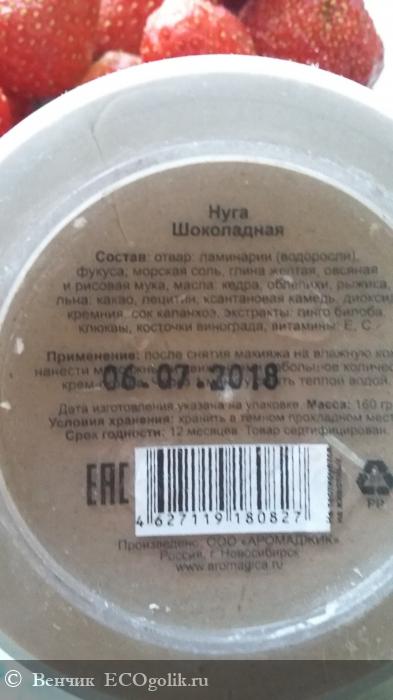 Нуга
Шоколадная
Состав: отвар: ламинарии (водоросли),
фукуса; морская соль, глина желтая, овсяная
и рисовая мука, масла: кедра, облепихи, рыжика,
льна: какао, лецитин, ксантановая камедь, диоксид
кремния, сок каланхоэ, экстракты: гинго билоба,
клюквы, косточки винограда, витамины: Е, С.
Применение: после снятия макияжа на влажную
нанести
06.07.2018
теплой водой.
Дата изготовления указана на упаковке. Масса: 160
Условия хранения: хранить в темном прохладном
Срок годности: 12 месяцев. Товар сертифицирован.
EAC
4 627119 180827
PP
Произведено: ООО «АРОМАДЖИК»
Россия, г. Новосибирск
www.aromagica.ru
© Венчик ECOgolik.ru